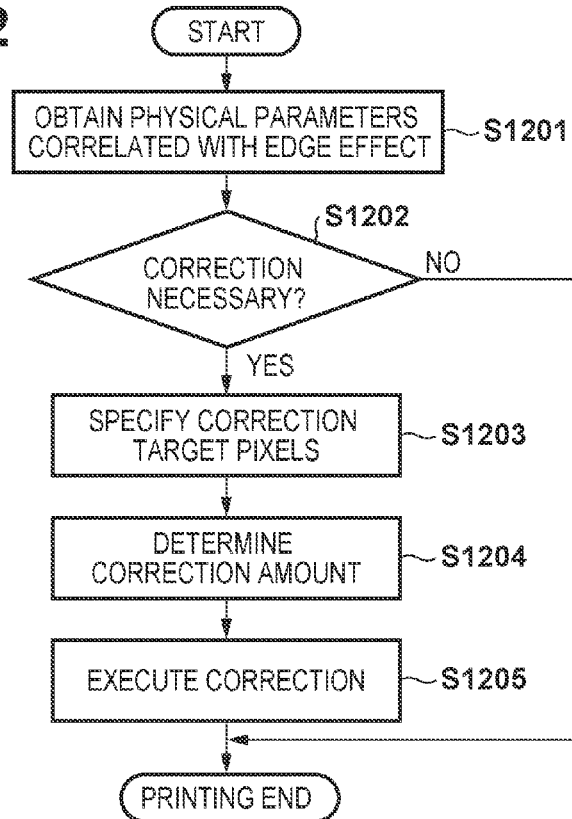 2
START
OBTAIN PHYSICAL PARAMETERS
CORRELATED WITH EDGE EFFECT
S1201
S1202
CORRECTION
NECESSARY?
NO
YES
SPECIFY CORRECTION
TARGET PIXELS
S1203
DETERMINE
CORRECTION AMOUNT
S1204
EXECUTE CORRECTION
S1205
PRINTING END